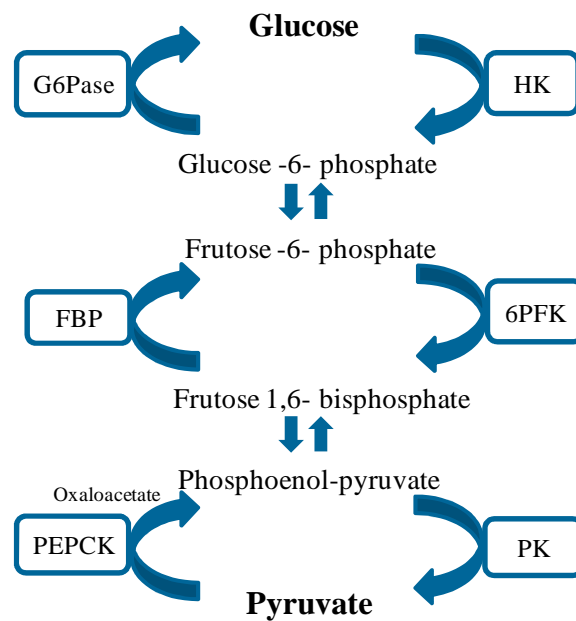 Glucose
G6Pase
HK
Glucose -6- phosphate
Frutose -6- phosphate
FBP
6PFK
Frutose 1,6- bisphosphate
Phosphoenol-pyruvate
Oxaloacetate
PEPCK
PK
Pyruvate